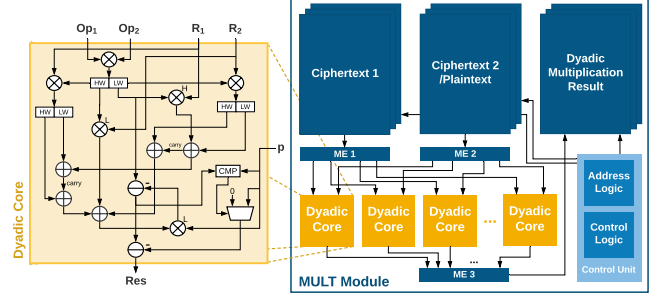 Op1 Op2 R1 R2
H
HW LW
HW LW
HW LW
L
carry
p
carry
CMP
-
0
L
-
Res
Dyadic Core
Ciphertext 1
Ciphertext 2
/Plaintext
Dyadic
Multiplication
Result
ME 1
ME 2
Dyadic
Core
Dyadic
Core
Dyadic
Core
...
Dyadic
Core
...
ME 3
Address
Logic
Control
Logic
Control Unit
MULT Module